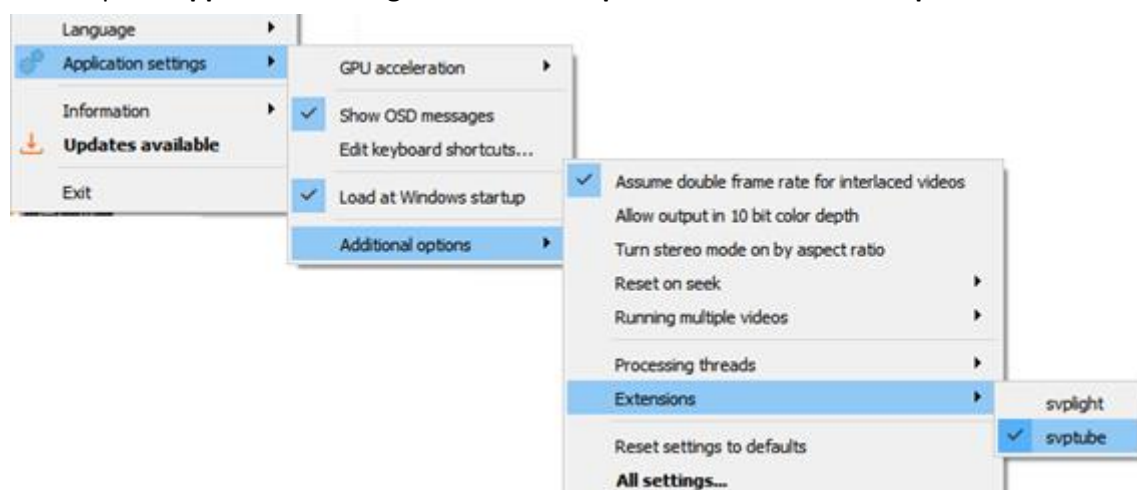 Language
Application settings
Information
Updates available
Exit
GPU acceleration
Show OSD messages
Edit keyboard shortcuts...
Load at Windows startup
Additional options
Assume double frame rate for interlaced videos
Allow output in 10 bit color depth
Turn stereo mode on by aspect ratio
Reset on seek
Running multiple videos
Processing threads
Extensions
Reset settings to defaults
All settings...
svplight
svptube